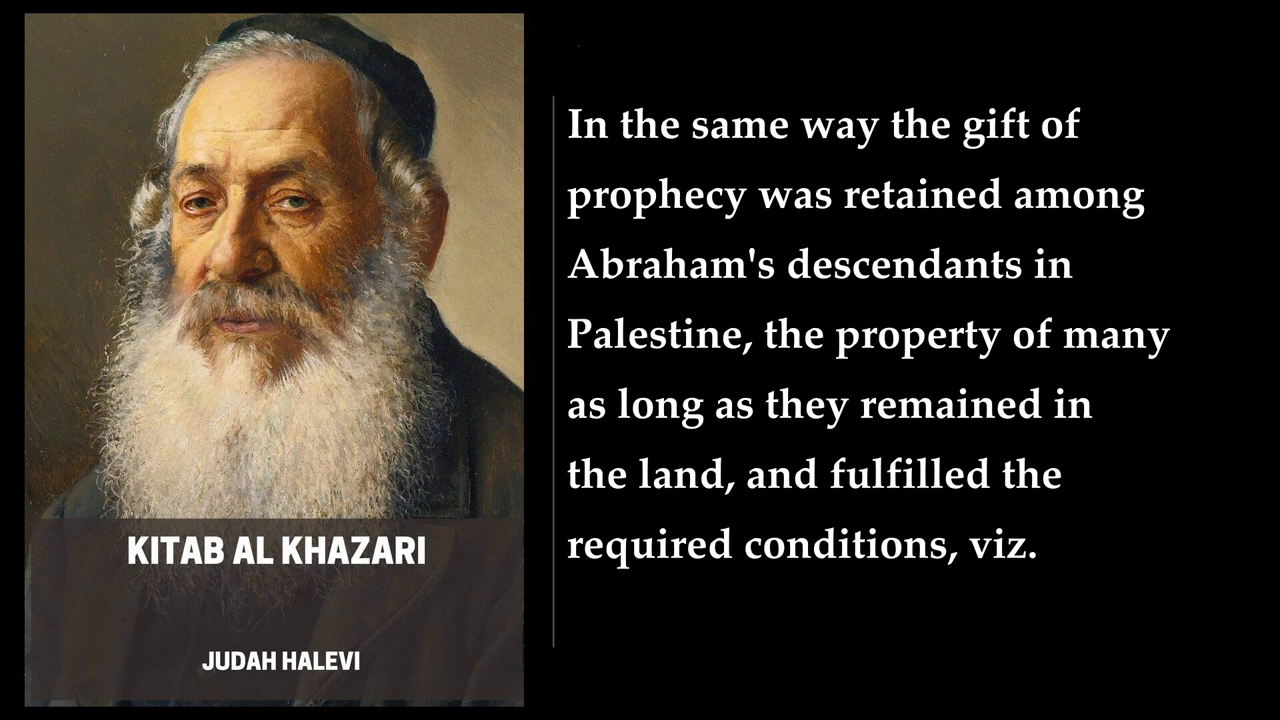 KITAB AL KHAZARI
JUDAH HALEVI
In the same way the gift of
prophecy was retained among
Abraham's descendants in
Palestine, the property of many
as long as they remained in
the land, and fulfilled the
required conditions, viz.